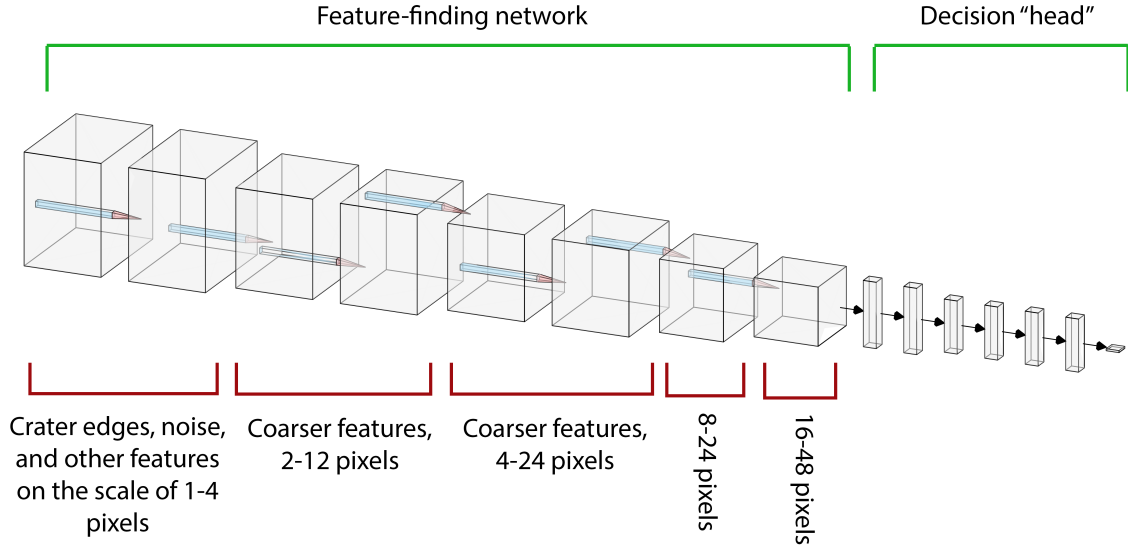 Feature-finding network
Decision “head”
Crater edges, noise,
and other features
on the scale of 1-4
pixels
Coarser features,
2-12 pixels
Coarser features,
4-24 pixels
8-24 pixels
16-48 pixels